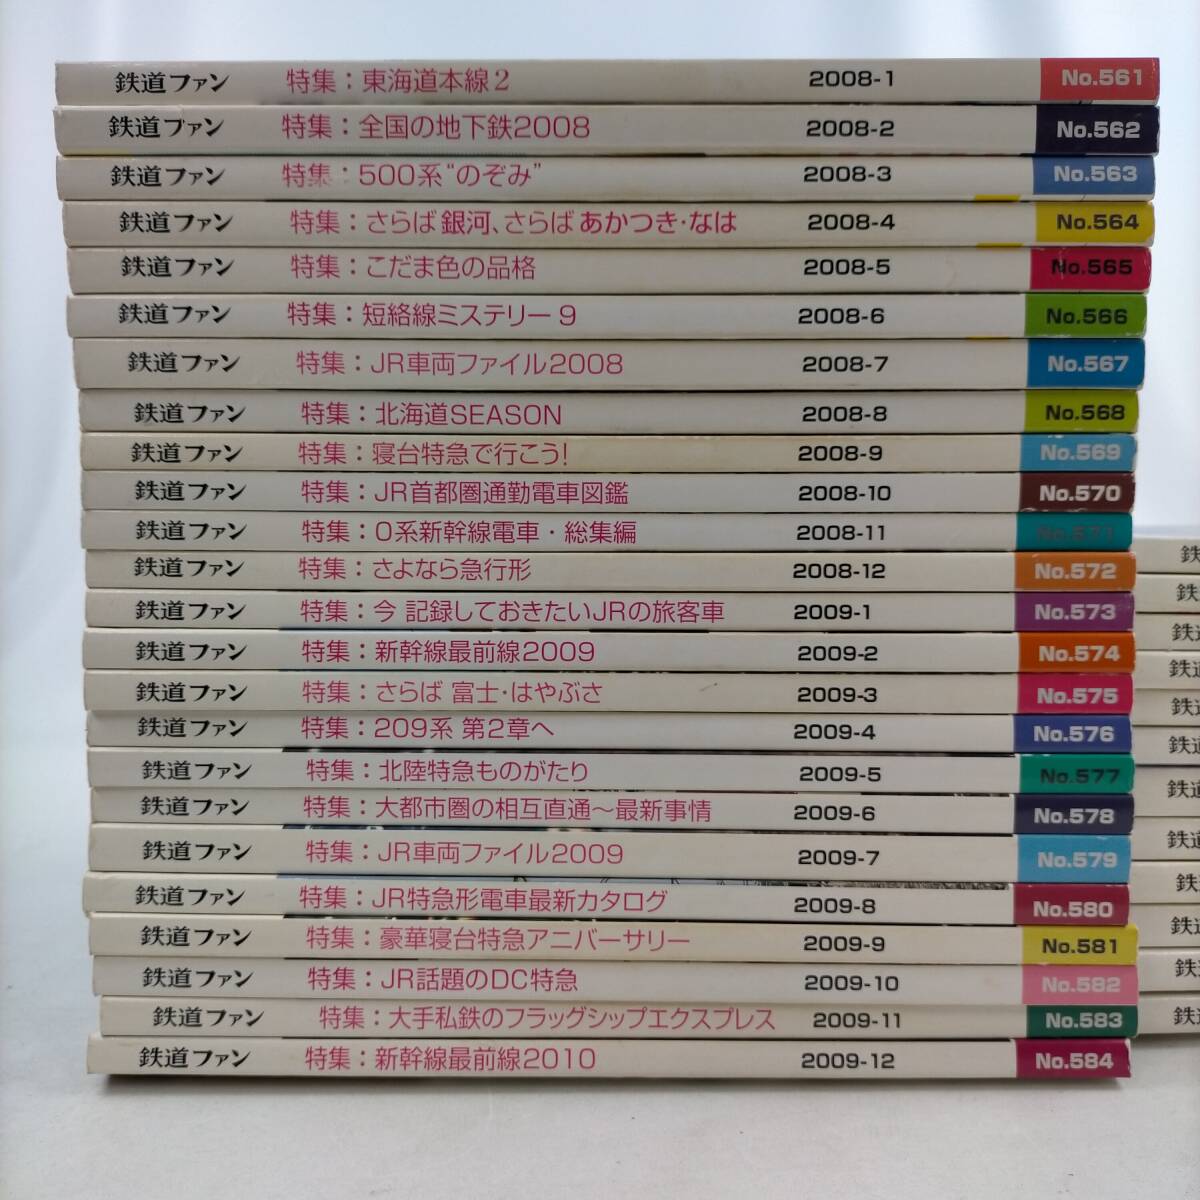 鉄道ファン 特集：東海道本線2 2008-1 No.561
鉄道ファン 特集：全国の地下鉄2008 2008-2 No.562
鉄道ファン 特集：500系“のぞみ” 2008-3 No.563
鉄道ファン 特集：さらば 銀河、さらば あかつき・なは 2008-4 No.564
鉄道ファン 特集：こだま色の品格 2008-5 No.565
鉄道ファン 特集：短絡線ミステリー9 2008-6 No.566
鉄道ファン 特集：JR車両ファイル2008 2008-7 No.567
鉄道ファン 特集：北海道SEASON 2008-8 No.568
鉄道ファン 特集：寝台特急で行こう! 2008-9 No.569
鉄道ファン 特集：JR首都圏通勤電車図鑑 2008-10 No.570
鉄道ファン 特集：0系新幹線電車・総集編 2008-11 No.571
鉄道ファン 特集：さよなら急行形 2008-12 No.572
鉄道ファン 特集：今 記録しておきたいJRの旅客車 2009-1 No.573
鉄道ファン 特集：新幹線最前線2009 2009-2 No.574
鉄道ファン 特集：さらば 富士・はやぶさ 2009-3 No.575
鉄道ファン 特集：209系 第2章へ 2009-4 No.576
鉄道ファン 特集：北陸特急ものがたり 2009-5 No.577
鉄道ファン 特集：大都市圏の相互直通〜最新事情 2009-6 No.578
鉄道ファン 特集：JR車両ファイル2009 2009-7 No.579
鉄道ファン 特集：JR特急形電車最新カタログ 2009-8 No.580
鉄道ファン 特集：豪華寝台特急アニバーサリー 2009-9 No.581
鉄道ファン 特集：JR話題のDC特急 2009-10 No.582
鉄道ファン 特集：大手私鉄のフラッグシップエクスプレス 2009-11 No.583
鉄道ファン 特集：新幹線最前線2010 2009-12 No.584
鉄
鉄
鉄
鉄
鉄
鉄
鉄
鉄
鉄
鉄
鉄
鉄